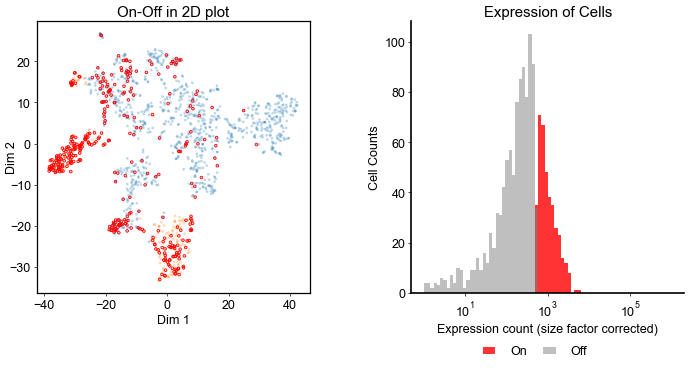 On-Off in 2D plot
20
10
0
−10
−20
−30
Dim 2
−40
−20
0
20
40
Dim 1
Expression of Cells
100
80
60
40
20
0
Cell Counts
10^1
10^3
10^5
Expression count (size factor corrected)
On
Off